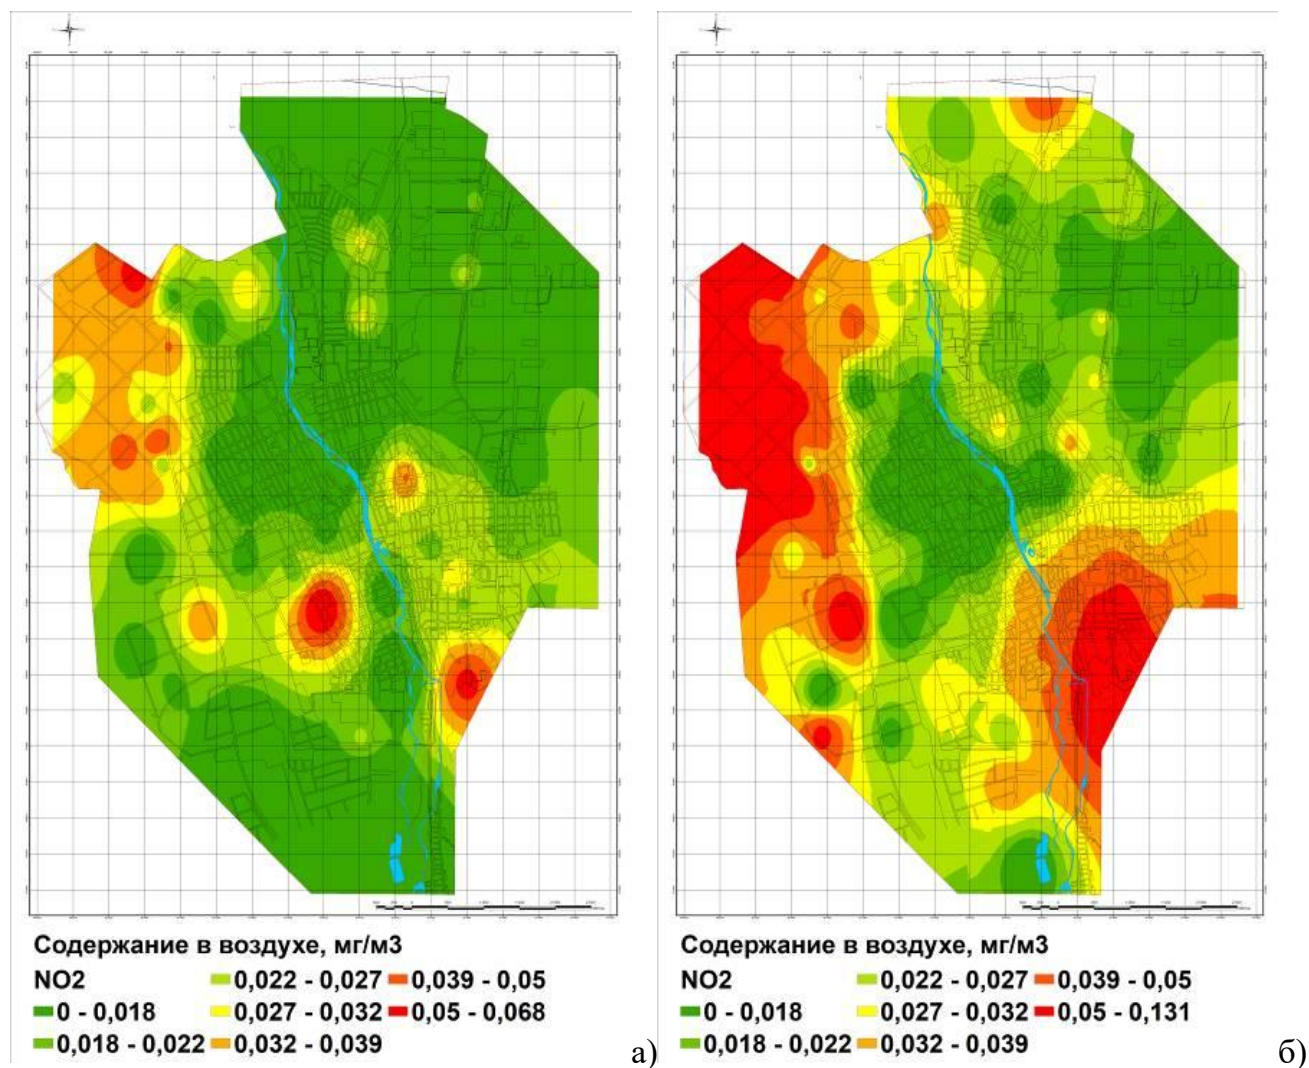 Содержание в воздухе, мг/м3
NO2
0 - 0,018
0,018 - 0,022
0,022 - 0,027
0,027 - 0,032
0,032 - 0,039
0,039 - 0,05
0,05 - 0,068
а)
Содержание в воздухе, мг/м3
NO2
0 - 0,018
0,018 - 0,022
0,022 - 0,027
0,027 - 0,032
0,032 - 0,039
0,039 - 0,05
0,05 - 0,131
б)